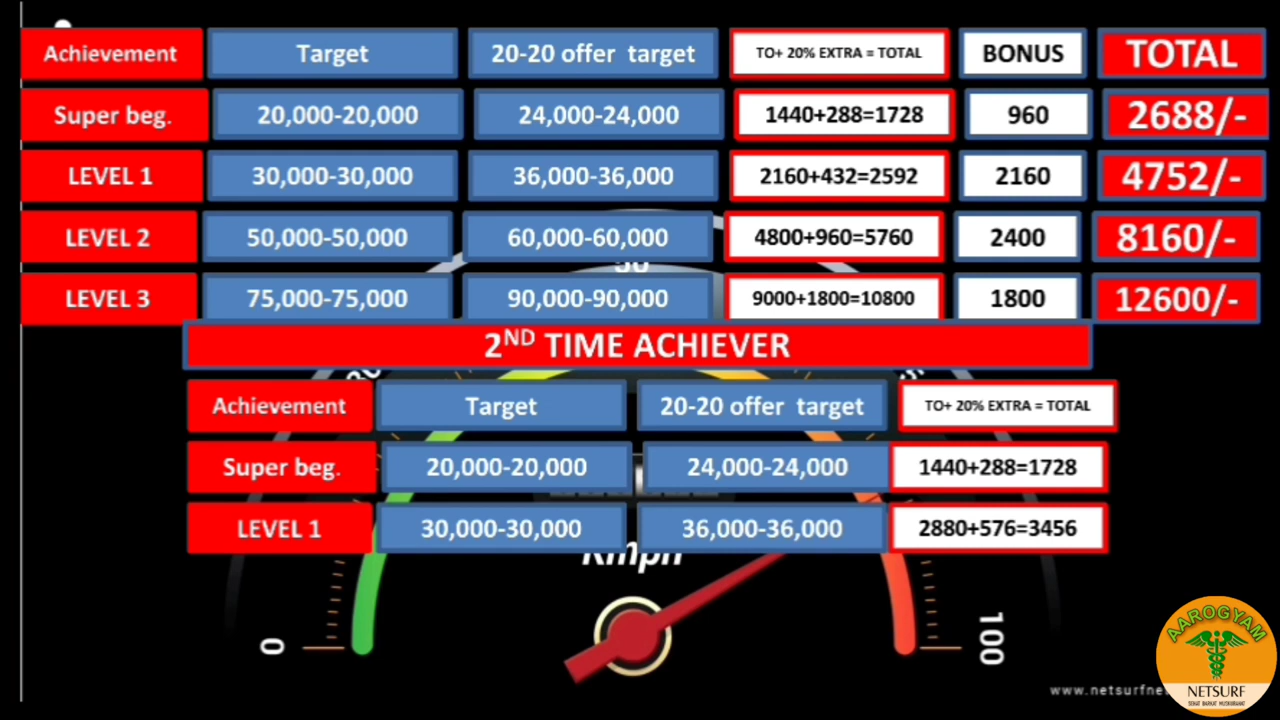 Achievement Target 20-20 offer target TO+ 20% EXTRA = TOTAL BONUS TOTAL
Super beg. 20,000-20,000 24,000-24,000 1440+288=1728 960 2688/-
LEVEL 1 30,000-30,000 36,000-36,000 2160+432=2592 2160 4752/-
LEVEL 2 50,000-50,000 60,000-60,000 4800+960=5760 2400 8160/-
LEVEL 3 75,000-75,000 90,000-90,000 9000+1800=10800 1800 12600/-
2ND TIME ACHIEVER
Achievement Target 20-20 offer target TO+ 20% EXTRA = TOTAL
Super beg. 20,000-20,000 24,000-24,000 1440+288=1728
LEVEL 1 30,000-30,000 36,000-36,000 2880+576=3456
Kmph
0 100
AAROGYAM
NETSURF
SEHAT BARKAT MUSKURAHAT